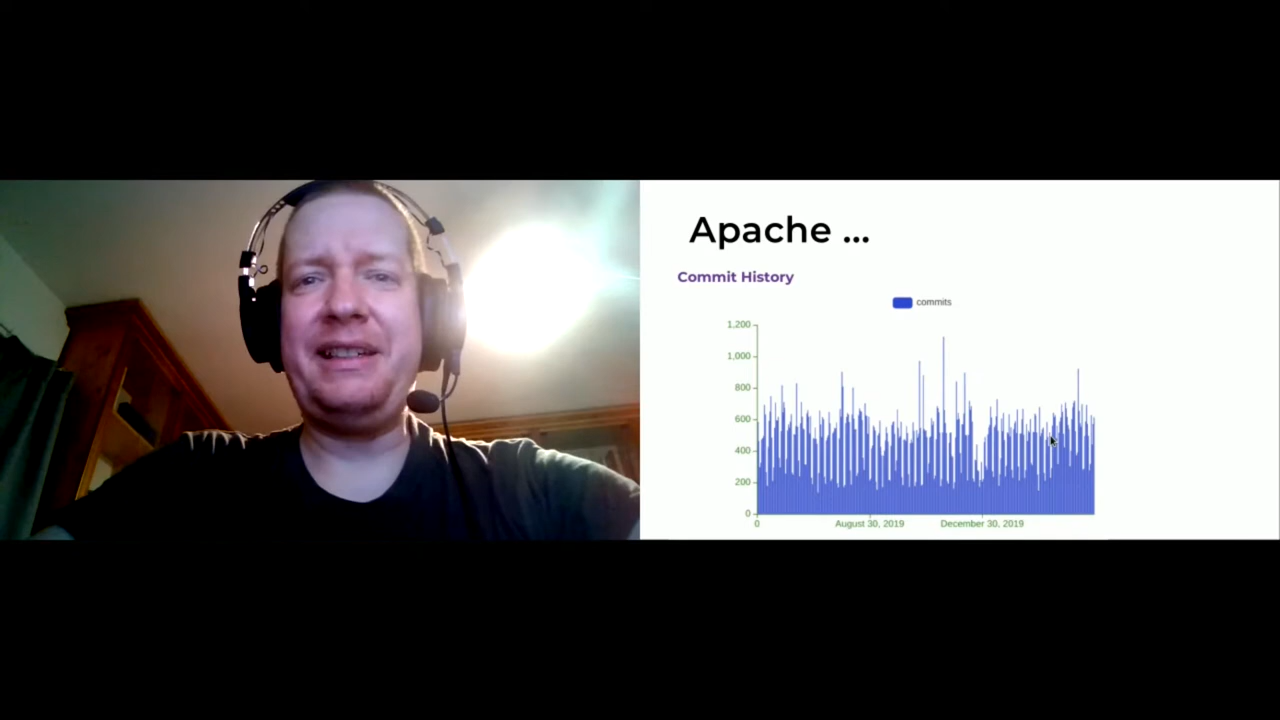 Apache ...
Commit History
commits
1,200
1,000
800
600
400
200
0
0 August 30, 2019 December 30, 2019